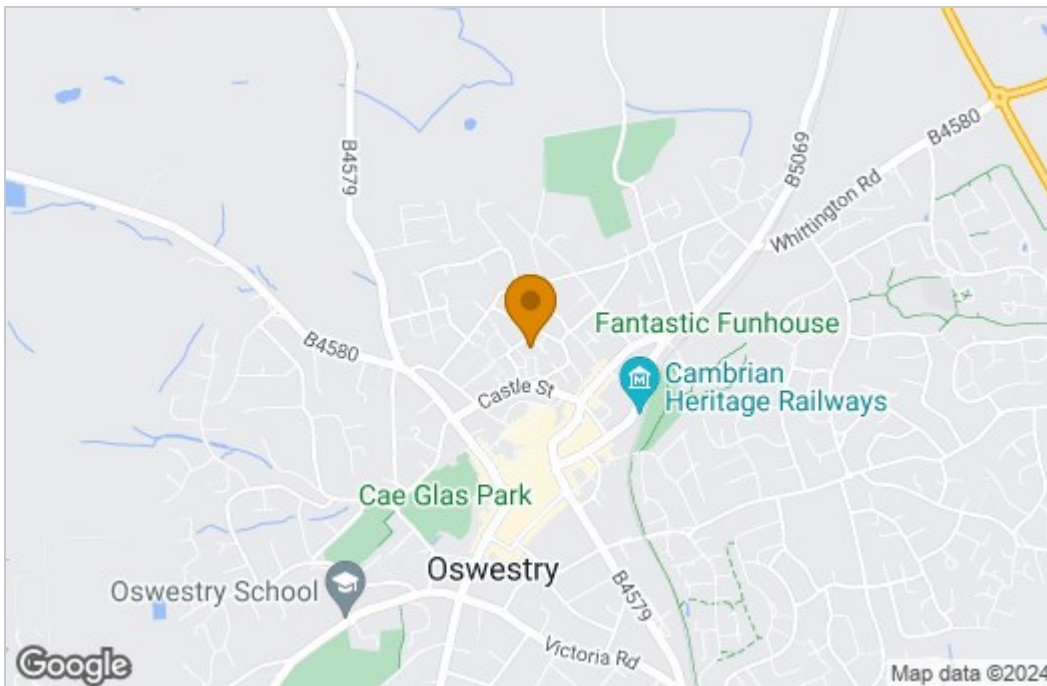 B4579
B5069
B4580
Whittington Rd
Fantastic Funhouse
B4580
Castle St
Cambrian
Heritage Railways
Cae Glas Park
Oswestry
Oswestry School
B4579
Victoria Rd
Google
Map data ©2024